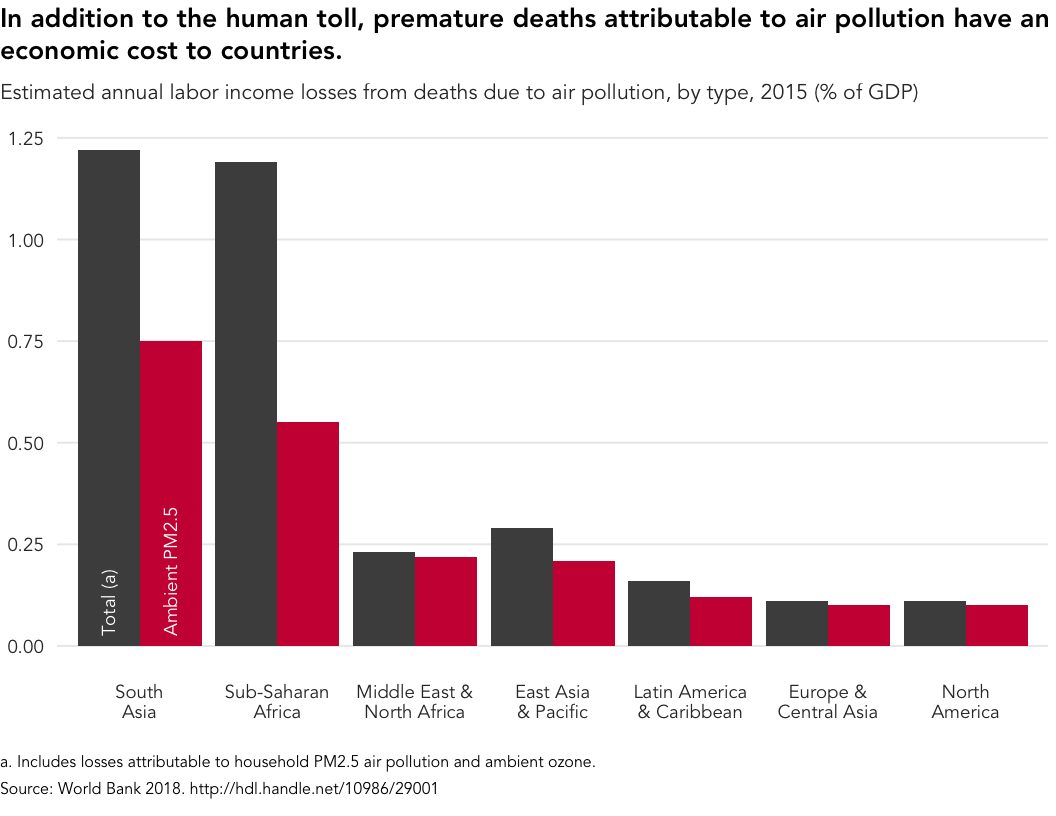 In addition to the human toll, premature deaths attributable to air pollution have an
economic cost to countries.
Estimated annual labor income losses from deaths due to air pollution, by type, 2015 (% of GDP)
1.25
1.00
0.75
0.50
0.25
0.00
Total (a)
Ambient PM2.5
South
Asia
Sub-Saharan
Africa
Middle East &
North Africa
East Asia
& Pacific
Latin America
& Caribbean
Europe &
Central Asia
North
America
a. Includes losses attributable to household PM2.5 air pollution and ambient ozone.
Source: World Bank 2018. http://hdl.handle.net/10986/29001